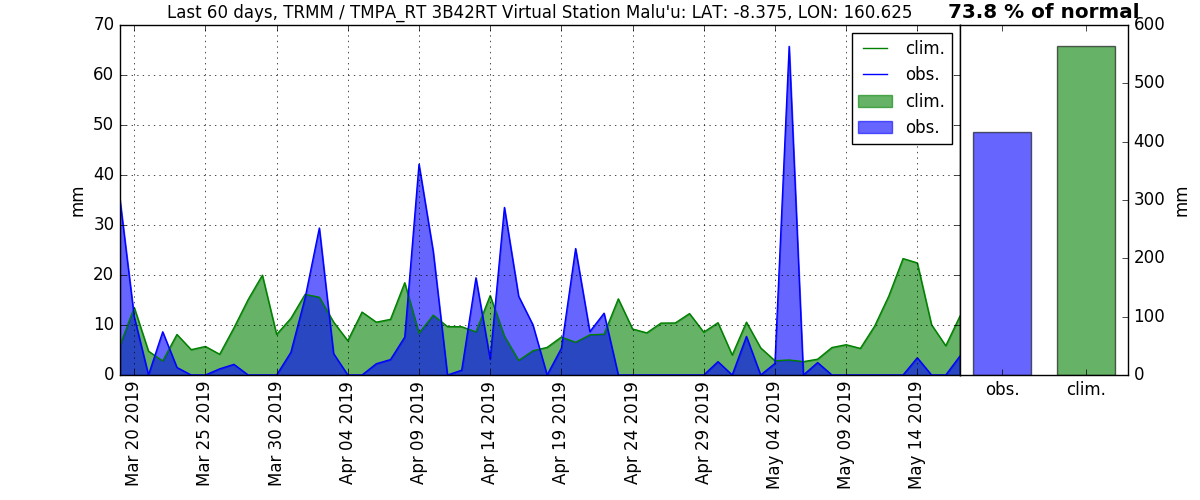 Last 60 days, TRMM / TMPA_RT 3B42RT Virtual Station Malu'u: LAT: -8.375, LON: 160.625
73.8 % of normal
70
60
50
40
30
20
10
0
mm
clim.
obs.
clim.
obs.
Mar 20 2019
Mar 25 2019
Mar 30 2019
Apr 04 2019
Apr 09 2019
Apr 14 2019
Apr 19 2019
Apr 24 2019
Apr 29 2019
May 04 2019
May 09 2019
May 14 2019
600
500
400
300
200
100
0
mm
obs.
clim.